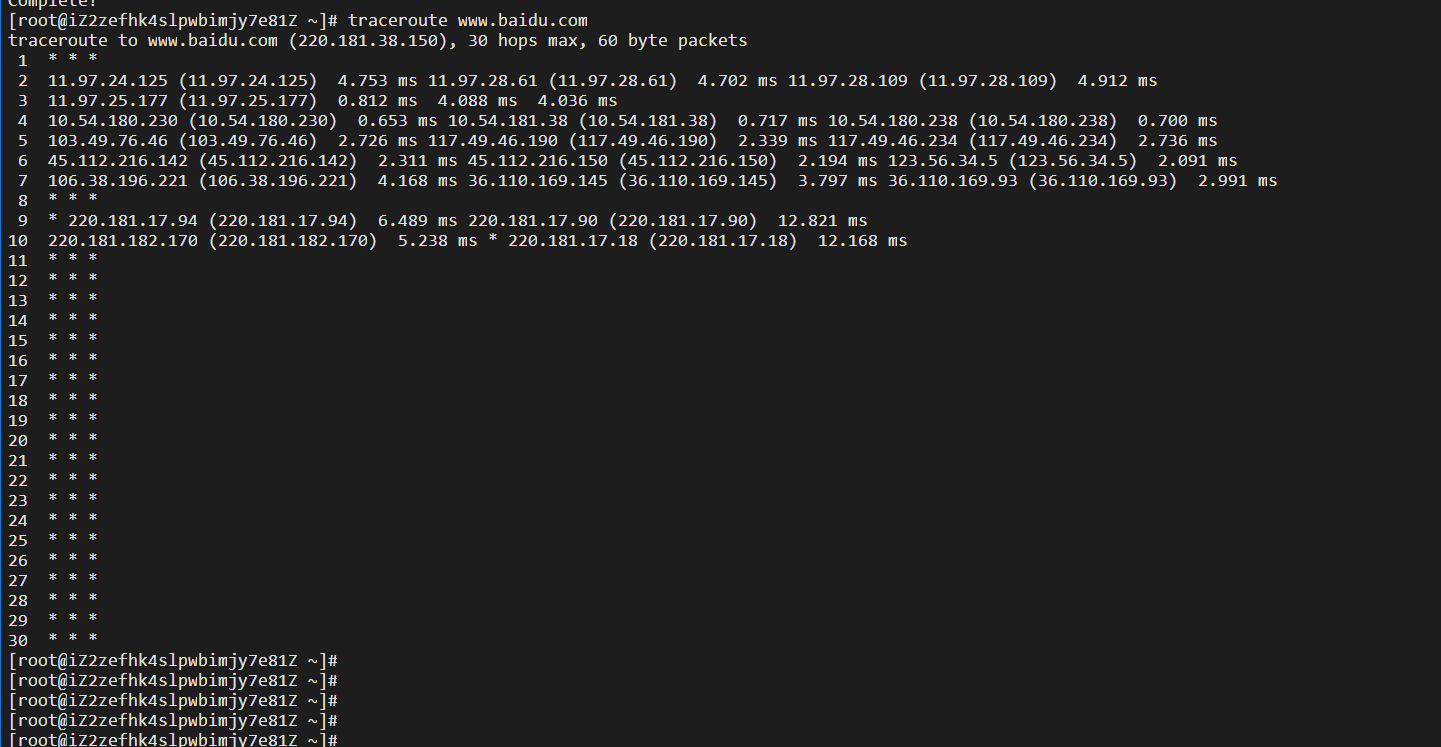 Complete!
[root@iZ2zefhk4slpwbimjy7e81Z ~]# traceroute www.baidu.com
traceroute to www.baidu.com (220.181.38.150), 30 hops max, 60 byte packets
1 * * *
2 11.97.24.125 (11.97.24.125) 4.753 ms 11.97.28.61 (11.97.28.61) 4.702 ms 11.97.28.109 (11.97.28.109) 4.912 ms
3 11.97.25.177 (11.97.25.177) 0.812 ms 4.088 ms 4.036 ms
4 10.54.180.230 (10.54.180.230) 0.653 ms 10.54.181.38 (10.54.181.38) 0.717 ms 10.54.180.238 (10.54.180.238) 0.700 ms
5 103.49.76.46 (103.49.76.46) 2.726 ms 117.49.46.190 (117.49.46.190) 2.339 ms 117.49.46.234 (117.49.46.234) 2.736 ms
6 45.112.216.142 (45.112.216.142) 2.311 ms 45.112.216.150 (45.112.216.150) 2.194 ms 123.56.34.5 (123.56.34.5) 2.091 ms
7 106.38.196.221 (106.38.196.221) 4.168 ms 36.110.169.145 (36.110.169.145) 3.797 ms 36.110.169.93 (36.110.169.93) 2.991 ms
8 * * *
9 * 220.181.17.94 (220.181.17.94) 6.489 ms 220.181.17.90 (220.181.17.90) 12.821 ms
10 220.181.182.170 (220.181.182.170) 5.238 ms * 220.181.17.18 (220.181.17.18) 12.168 ms
11 * * *
12 * * *
13 * * *
14 * * *
15 * * *
16 * * *
17 * * *
18 * * *
19 * * *
20 * * *
21 * * *
22 * * *
23 * * *
24 * * *
25 * * *
26 * * *
27 * * *
28 * * *
29 * * *
30 * * *
[root@iZ2zefhk4slpwbimjy7e81Z ~]#
[root@iZ2zefhk4slpwbimjy7e81Z ~]#
[root@iZ2zefhk4slpwbimjy7e81Z ~]#
[root@iZ2zefhk4slpwbimjy7e81Z ~]#
[root@iZ2zefhk4slpwbimjy7e81Z ~]#